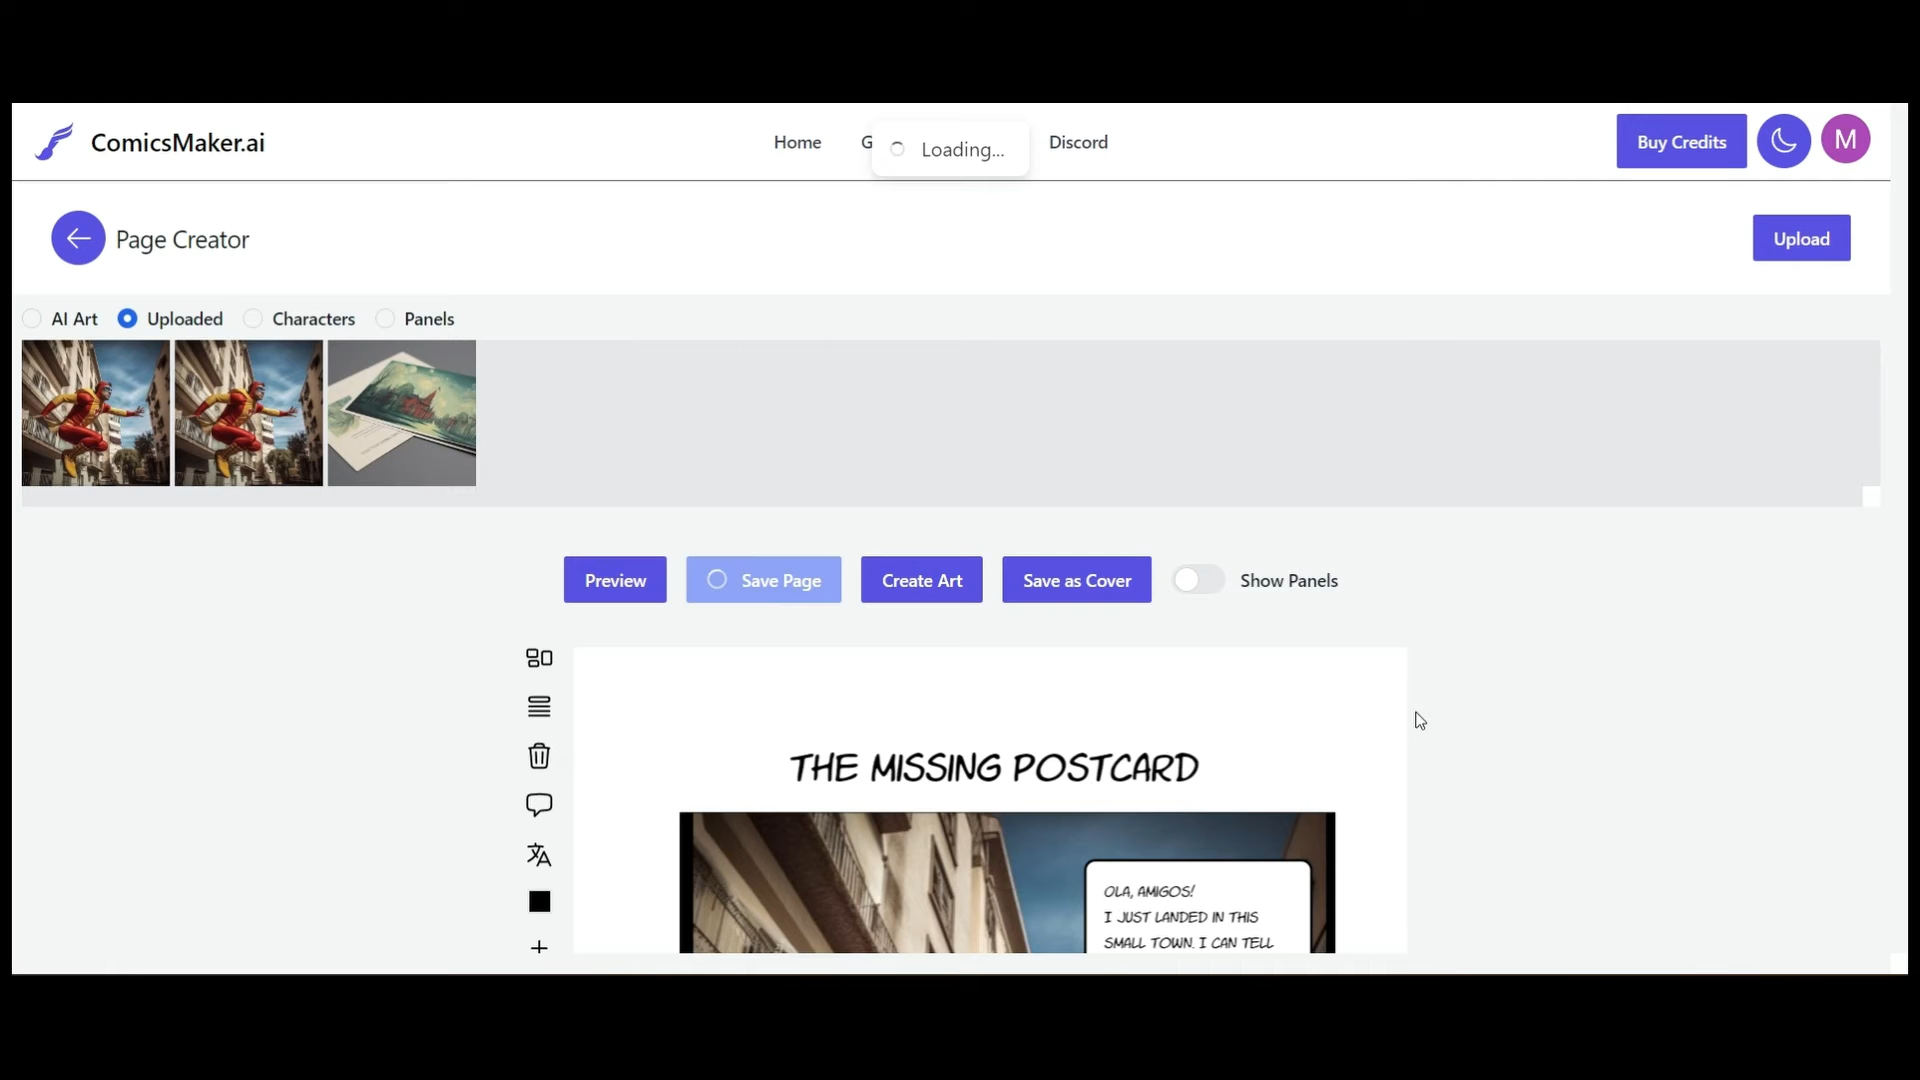 ComicsMaker.ai
Home
G
Loading...
Discord
Buy Credits
M
Page Creator
Upload
AI Art
Uploaded
Characters
Panels
Preview
Save Page
Create Art
Save as Cover
Show Panels
THE MISSING POSTCARD
OLA, AMIGOS!
I JUST LANDED IN THIS
SMALL TOWN. I CAN TELL